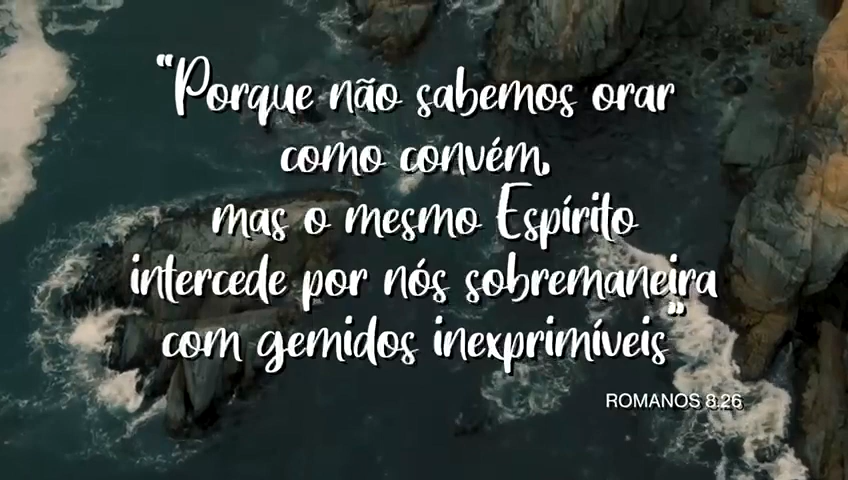 “Porque não sabemos orar
como convém,
mas o mesmo Espírito
intercede por nós sobremaneira
com gemidos inexprimíveis”
ROMANOS 8.26